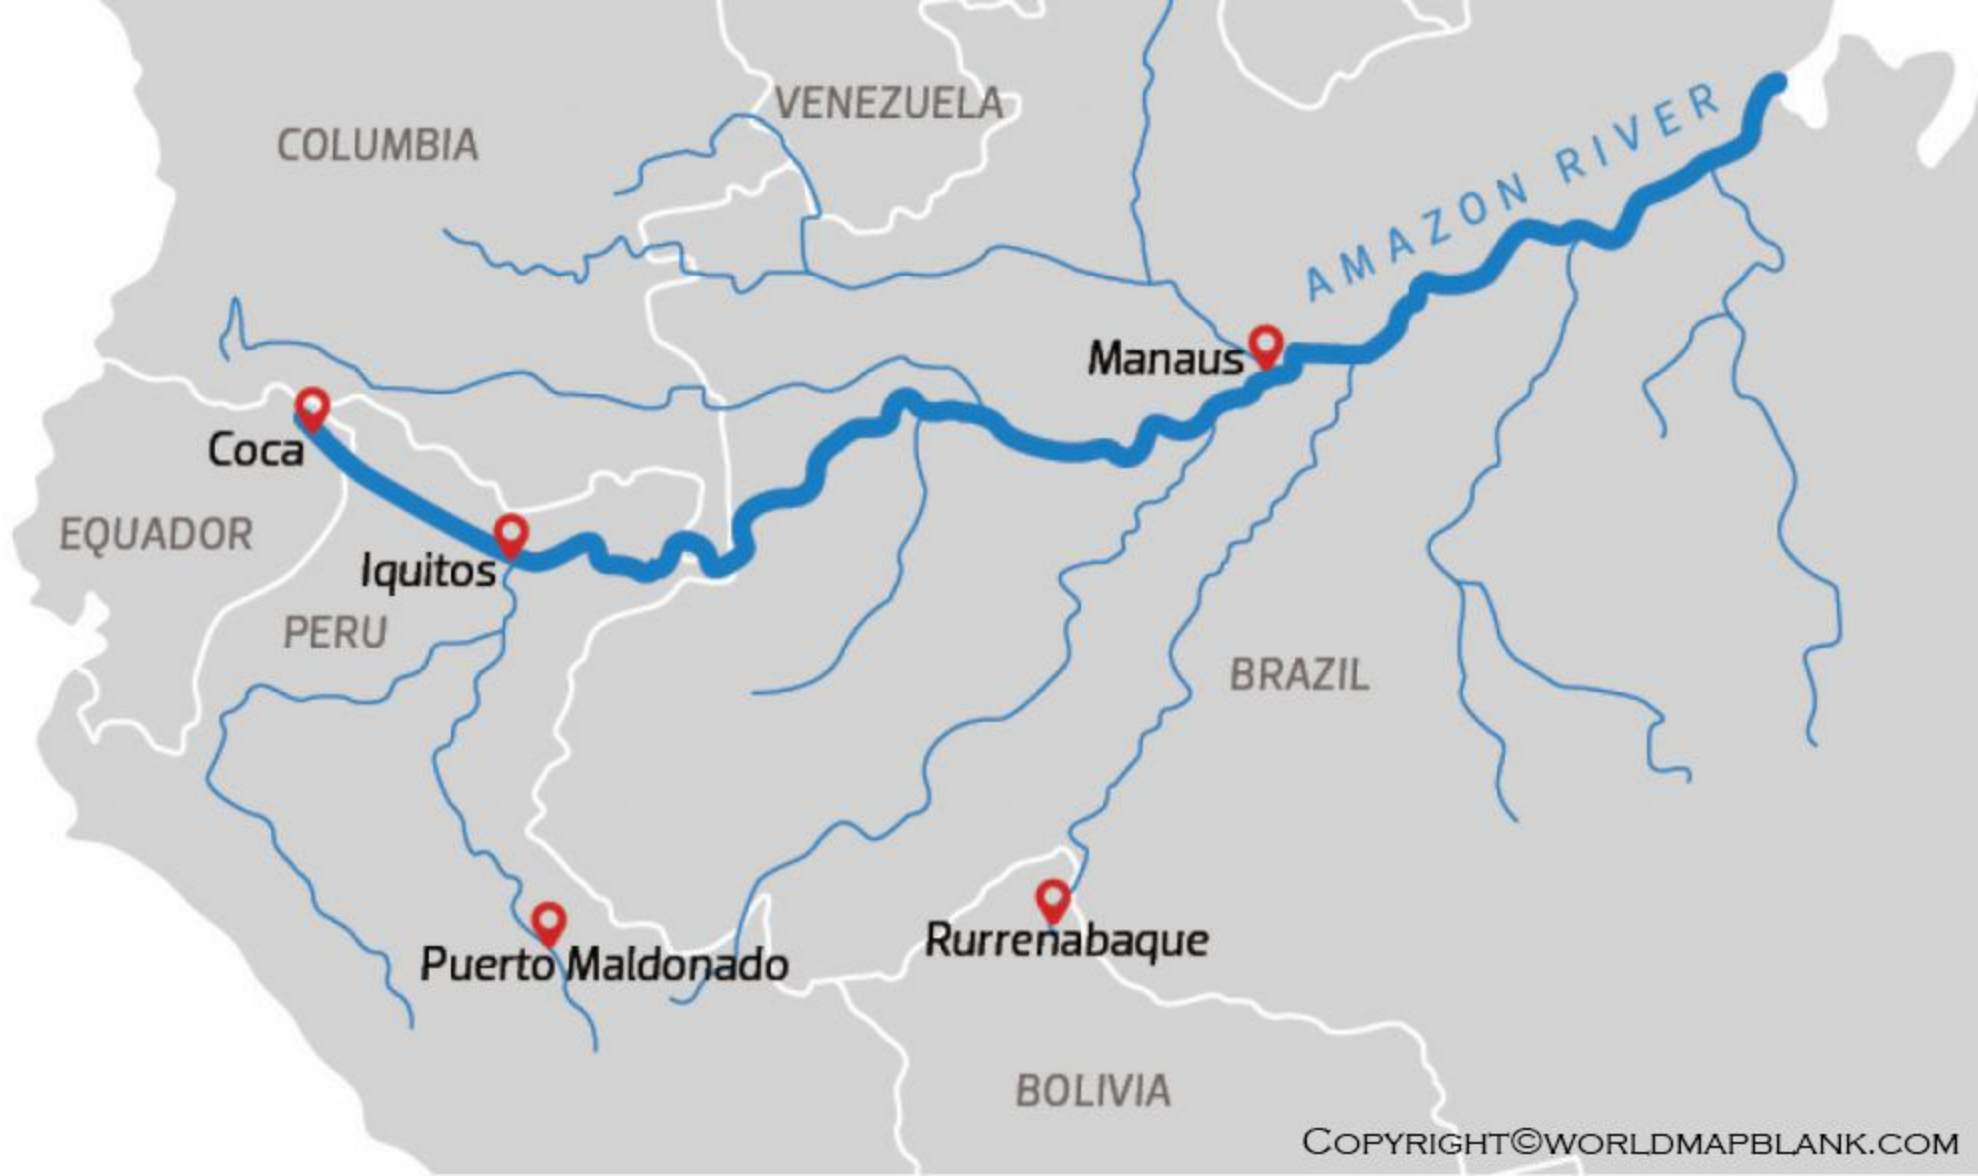 VENEZUELA
COLUMBIA
AMAZON RIVER
Manaus
Coca
EQUADOR
Iquitos
PERU
BRAZIL
Rurrenabaque
Puerto Maldonado
BOLIVIA
COPYRIGHT©WORLDMAPBLANK.COM